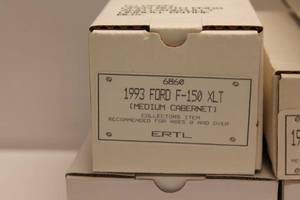 6860
1993 FORD F-150 XLT
(MEDIUM CABERNET)
COLLECTORS ITEM
RECOMMENDED FOR AGES 8 AND OVER
ERTL